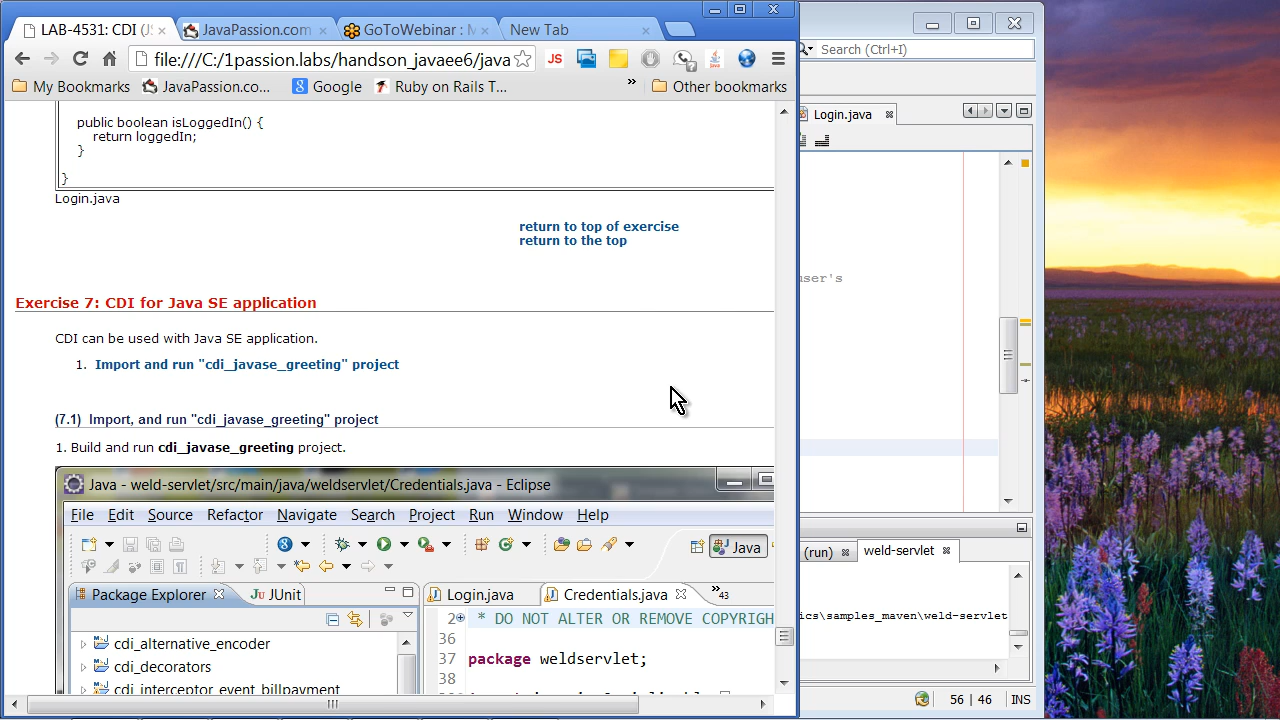 LAB-4531: CDI (JS
JavaPassion.com
GoToWebinar : M
New Tab
file:///C:/1passion.labs/handson_javaee6/java
JS
My Bookmarks
JavaPassion.co...
Google
Ruby on Rails T...
»
Other bookmarks
public boolean isLoggedIn() {
return loggedIn;
}
}
Login.java
return to top of exercise
return to the top
Exercise 7: CDI for Java SE application
CDI can be used with Java SE application.
1. Import and run "cdi_javase_greeting" project
(7.1) Import, and run "cdi_javase_greeting" project
1. Build and run cdi_javase_greeting project.
Java - weld-servlet/src/main/java/weldservlet/Credentials.java - Eclipse
File Edit Source Refactor Navigate Search Project Run Window Help
Java
Package Explorer
JUnit
Login.java
Credentials.java
»43
cdi_alternative_encoder
cdi_decorators
cdi_interceptor_event_billpayment
2 * DO NOT ALTER OR REMOVE COPYRIGH
36
37 package weldservlet;
38
Search (Ctrl+I)
Login.java
user's
(run)
weld-servlet
ics\samples_maven\weld-servlet
56 | 46
INS